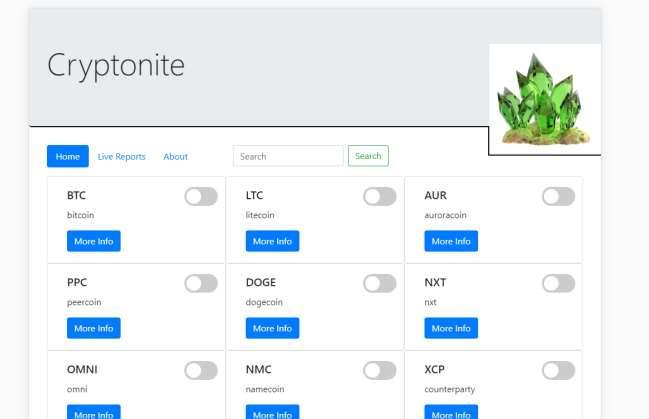 Cryptonite
Home Live Reports About Search Search
BTC LTC AUR
bitcoin litecoin auroracoin
More Info More Info More Info
PPC DOGE NXT
peercoin dogecoin nxt
More Info More Info More Info
OMNI NMC XCP
omni namecoin counterparty
More Info More Info More Info